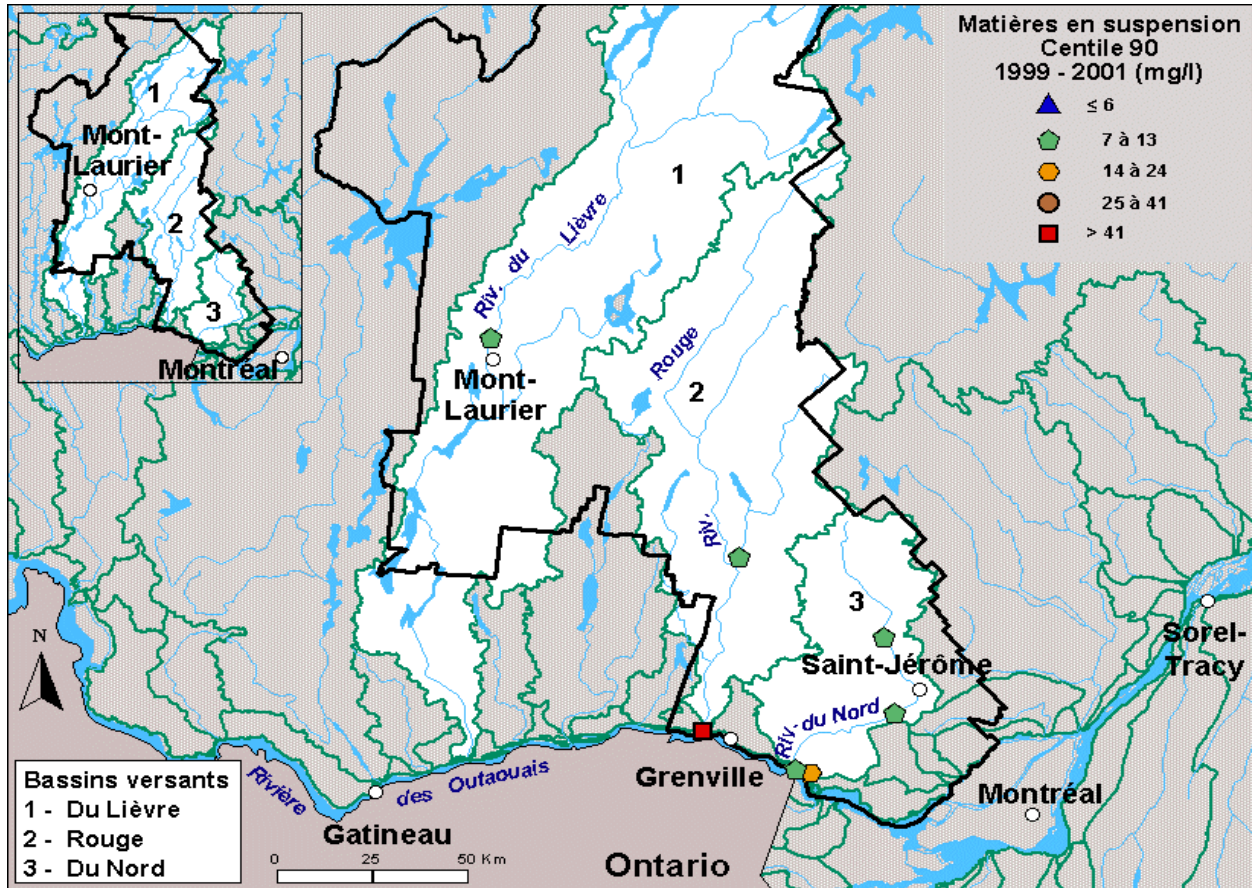 Matières en suspension
Centile 90
1999 - 2001 (mg/l)
≤ 6
7 à 13
14 à 24
25 à 41
> 41
1
Mont-
Laurier
2
3
Montréal
1
Riv. du Lièvre
Mont-
Laurier
Rouge
2
Riv.
3
Saint-Jérôme
Riv. du Nord
Sorel-
Tracy
N
Grenville
Montréal
Rivière des Outaouais
Gatineau
Ontario
0 25 50 Km
Bassins versants
1 - Du Lièvre
2 - Rouge
3 - Du Nord